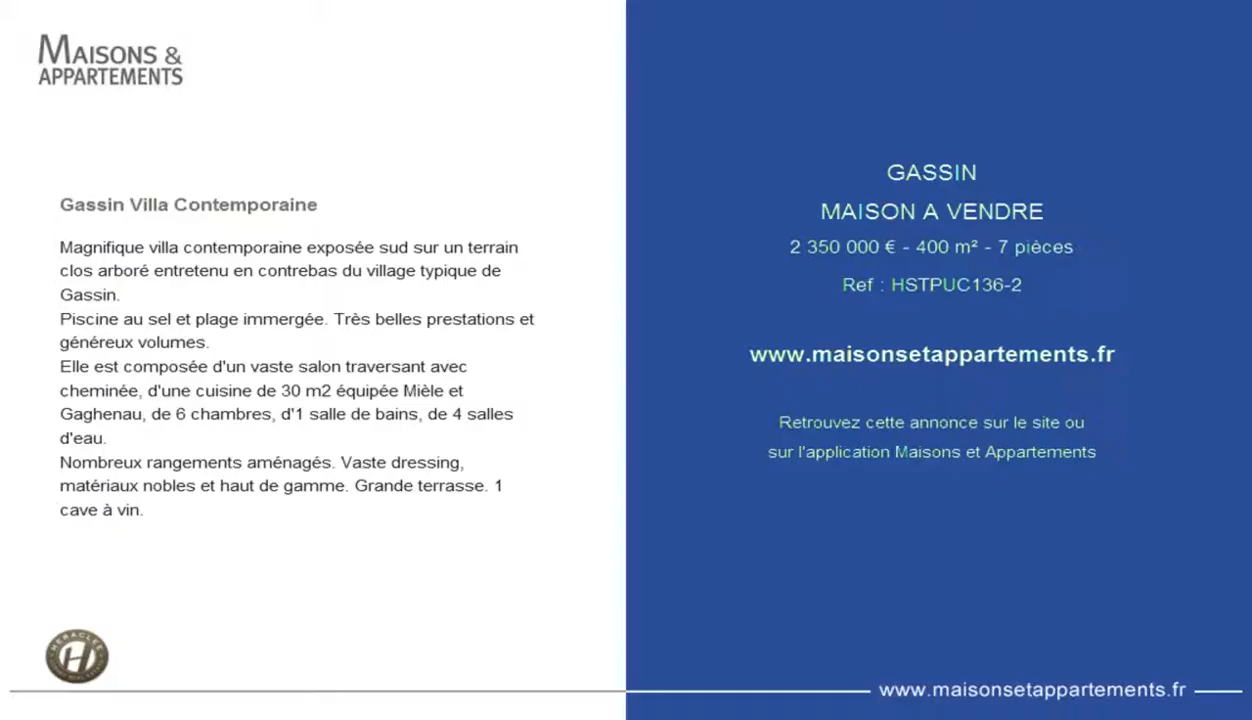 MAISONS &
APPARTEMENTS
Gassin Villa Contemporaine
Magnifique villa contemporaine exposée sud sur un terrain
clos arboré entretenu en contrebas du village typique de
Gassin.
Piscine au sel et plage immergée. Très belles prestations et
généreux volumes.
Elle est composée d'un vaste salon traversant avec
cheminée, d'une cuisine de 30 m2 équipée Mièle et
Gaghenau, de 6 chambres, d'1 salle de bains, de 4 salles
d'eau.
Nombreux rangements aménagés. Vaste dressing,
matériaux nobles et haut de gamme. Grande terrasse. 1
cave à vin.
HERACLEE
H
GASSIN
MAISON A VENDRE
2 350 000 € - 400 m² - 7 pièces
Ref : HSTPUC136-2
www.maisonsetappartements.fr
Retrouvez cette annonce sur le site ou
sur l'application Maisons et Appartements
www.maisonsetappartements.fr